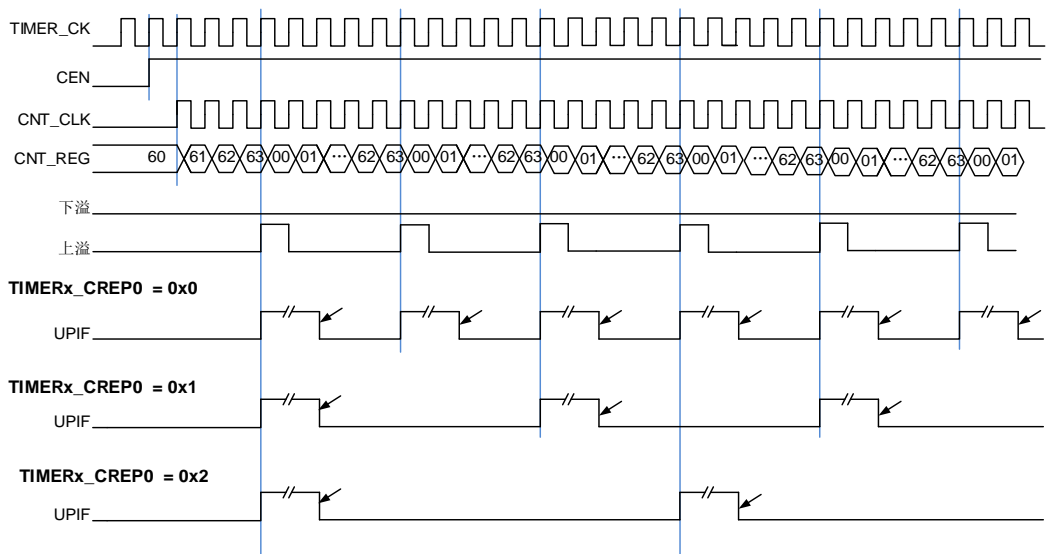 TIMER_CK
CEN
CNT_CLK
CNT_REG 60 61 62 63 00 01 ... 62 63 00 01 ... 62 63 00 01 ... 62 63 00 01 ... 62 63 00 01 ... 62 63 00 01
下溢
上溢
TIMERx_CREP0 = 0x0
UPIF
TIMERx_CREP0 = 0x1
UPIF
TIMERx_CREP0 = 0x2
UPIF